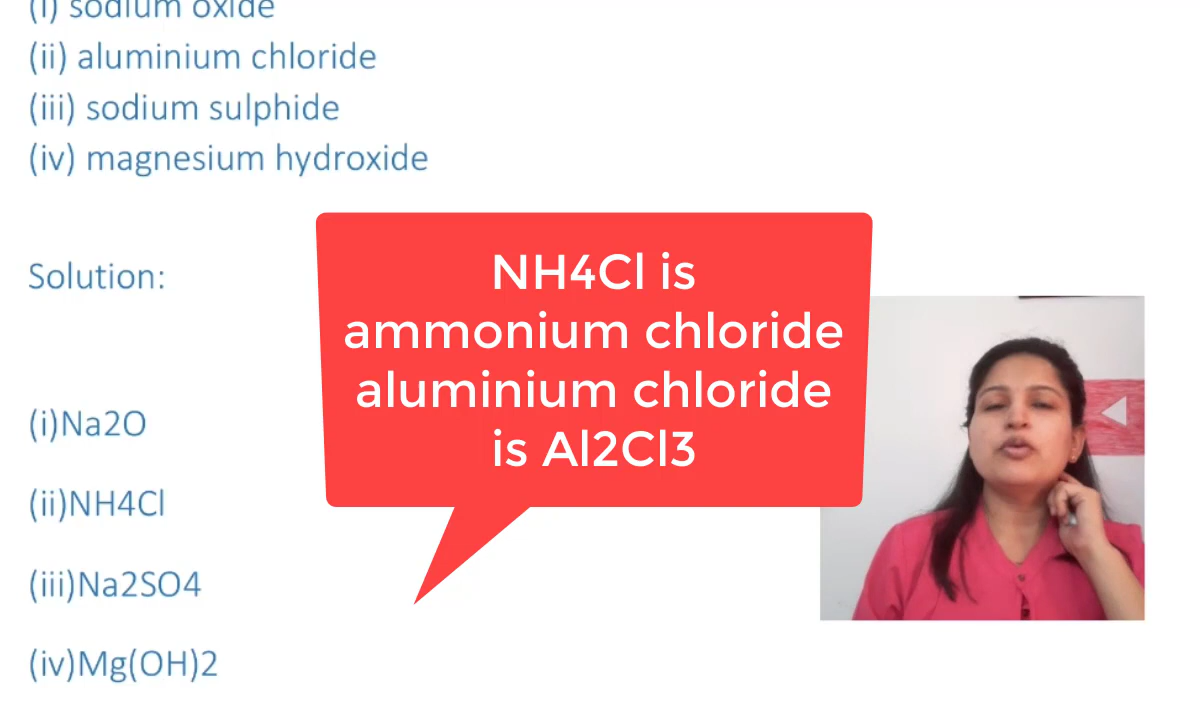 (i) sodium oxide
(ii) aluminium chloride
(iii) sodium sulphide
(iv) magnesium hydroxide
Solution:
NH4Cl is
ammonium chloride
aluminium chloride
is Al2Cl3
(i)Na2O
(ii)NH4Cl
(iii)Na2SO4
(iv)Mg(OH)2